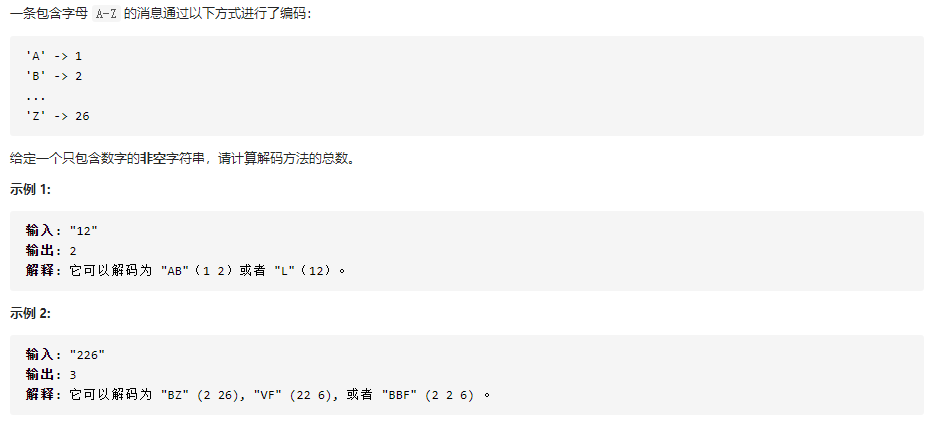 一条包含字母 A-Z 的消息通过以下方式进行了编码：
'A' -> 1
'B' -> 2
...
'Z' -> 26
给定一个只包含数字的非空字符串，请计算解码方法的总数。
示例 1:
输入: "12"
输出: 2
解释: 它可以解码为 "AB"（1 2）或者 "L"（12）。
示例 2:
输入: "226"
输出: 3
解释: 它可以解码为 "BZ" (2 26), "VF" (22 6), 或者 "BBF" (2 2 6) 。